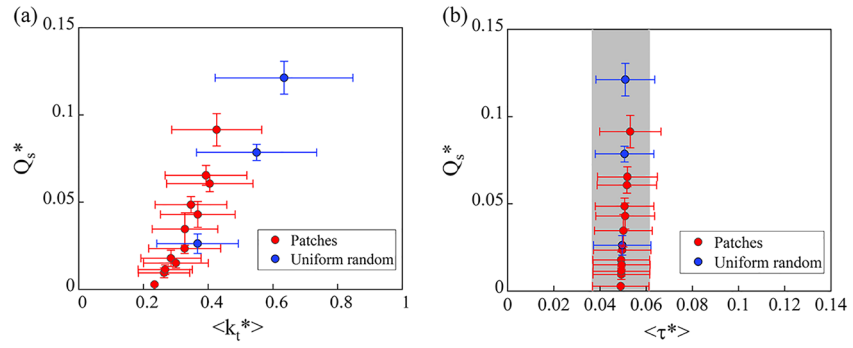 (a)
0.15
0.1
0.05
0
Q_s*
0 0.2 0.4 0.6 0.8 1
<k_t*>
Patches
Uniform random
(b)
0.15
0.1
0.05
0
Q_s*
0 0.02 0.04 0.06 0.08 0.1 0.12 0.14
<τ*>
Patches
Uniform random